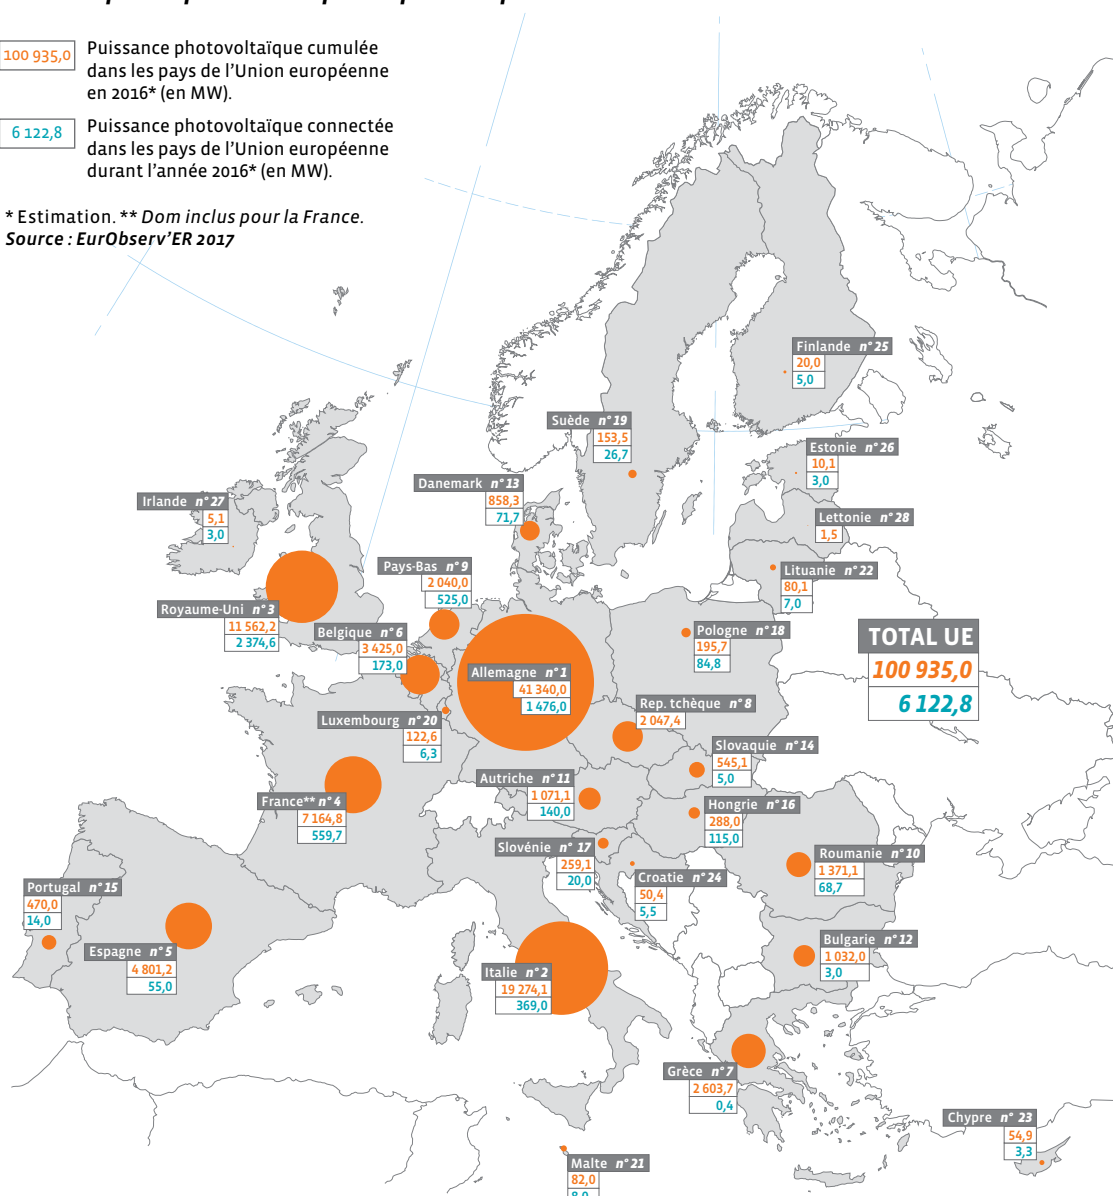 100 935,0
Puissance photovoltaïque cumulée
dans les pays de l’Union européenne
en 2016* (en MW).
6 122,8
Puissance photovoltaïque connectée
dans les pays de l’Union européenne
durant l’année 2016* (en MW).
* Estimation. ** Dom inclus pour la France.
Source : EurObserv’ER 2017
Finlande n° 25
20,0
5,0
Suède n° 19
153,5
26,7
Estonie n° 26
10,1
3,0
Danemark n° 13
858,3
71,7
Irlande n° 27
5,1
3,0
Lettonie n° 28
1,5
Pays-Bas n° 9
2 040,0
525,0
Lituanie n° 22
80,1
7,0
Royaume-Uni n° 3
11 562,2
2 374,6
Belgique n° 6
3 425,0
173,0
Pologne n° 18
195,7
84,8
TOTAL UE
100 935,0
6 122,8
Allemagne n° 1
41 340,0
1 476,0
Rep. tchèque n° 8
2 047,4
Luxembourg n° 20
122,6
6,3
Slovaquie n° 14
545,1
5,0
Autriche n° 11
1 071,1
140,0
France** n° 4
7 164,8
559,7
Hongrie n° 16
288,0
115,0
Slovénie n° 17
259,1
20,0
Roumanie n° 10
1 371,1
68,7
Croatie n° 24
50,4
5,5
Portugal n° 15
470,0
14,0
Espagne n° 5
4 801,2
55,0
Bulgarie n° 12
1 032,0
3,0
Italie n° 2
19 274,1
369,0
Grèce n° 7
2 603,7
0,4
Chypre n° 23
54,9
3,3
Malte n° 21
82,0